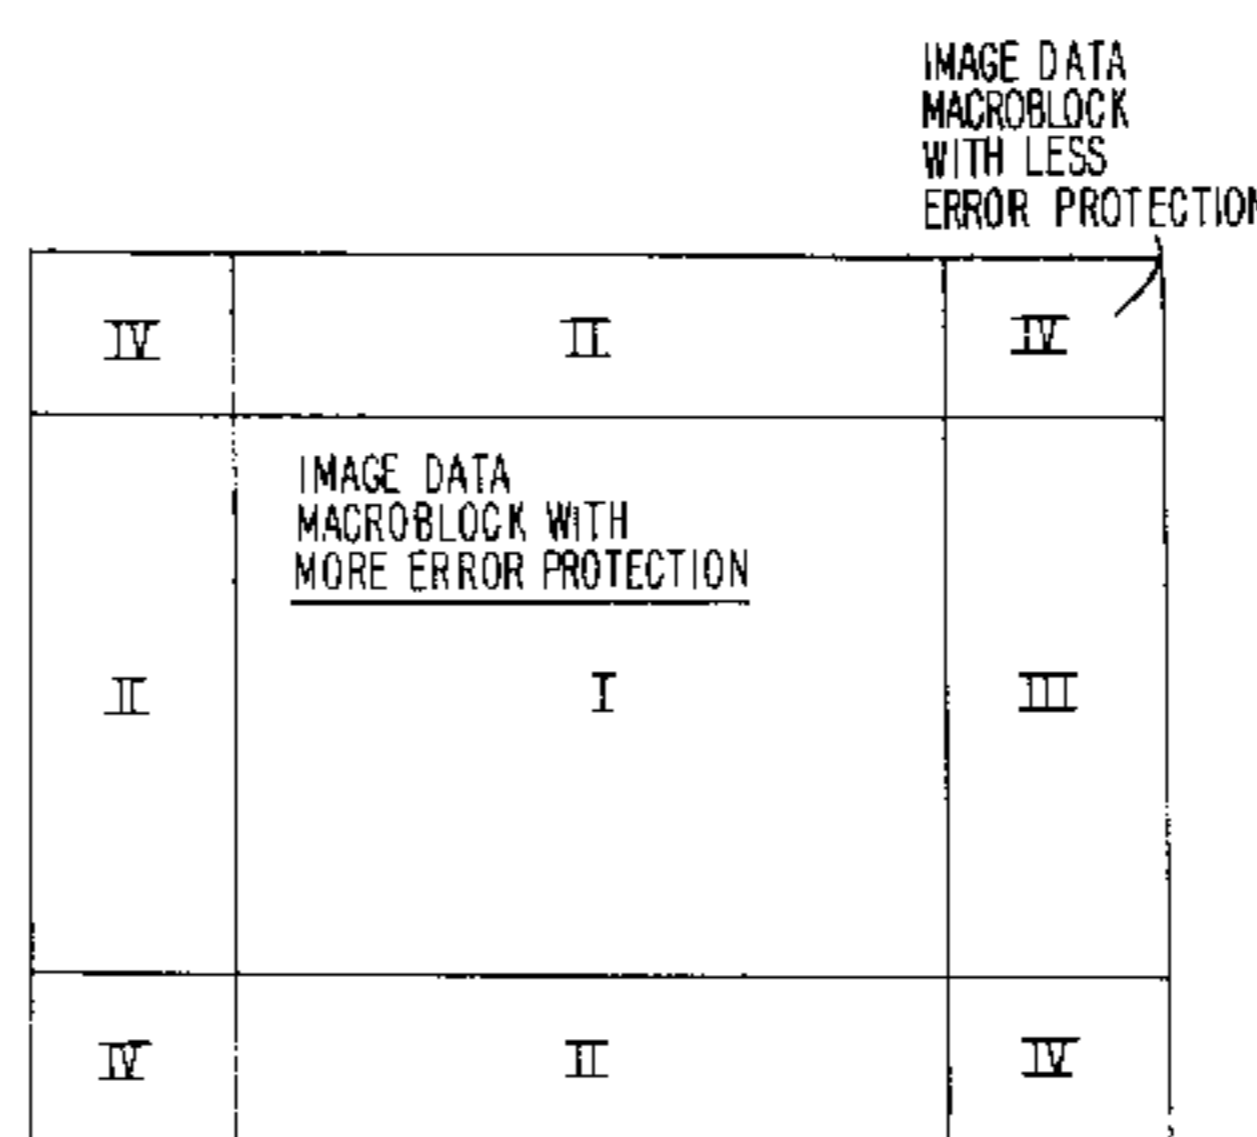 IMAGE DATA
MACROBLOCK
WITH LESS
ERROR PROTECTION
IV II IV
IMAGE DATA
MACROBLOCK WITH
MORE ERROR PROTECTION
II I III
IV II IV